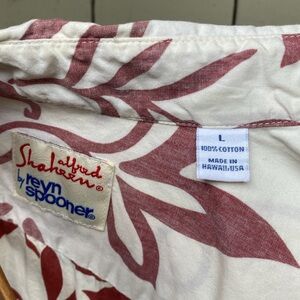 alfred
Shaheen®
by reyn
spooner®
L
100% COTTON
MADE IN
HAWAII/USA